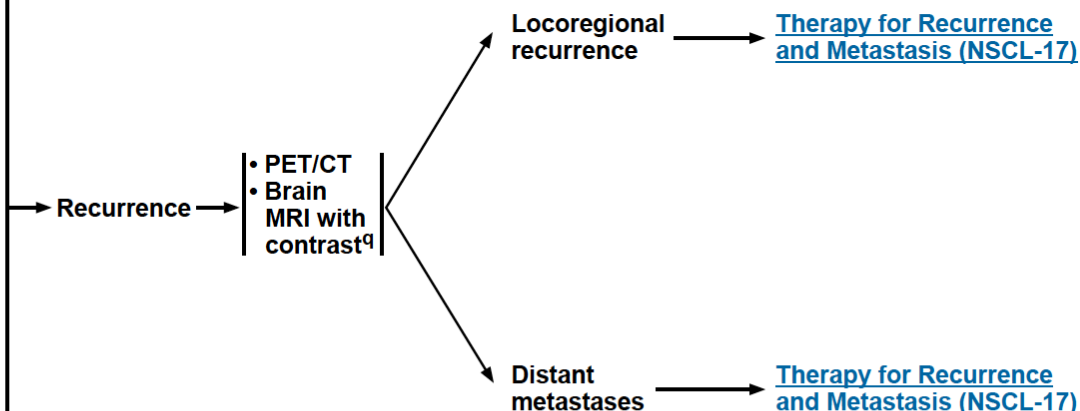 Locoregional
recurrence
Therapy for Recurrence
and Metastasis (NSCL-17)
Recurrence
• PET/CT
• Brain
MRI with
contrastq
Distant
metastases
Therapy for Recurrence
and Metastasis (NSCL-17)